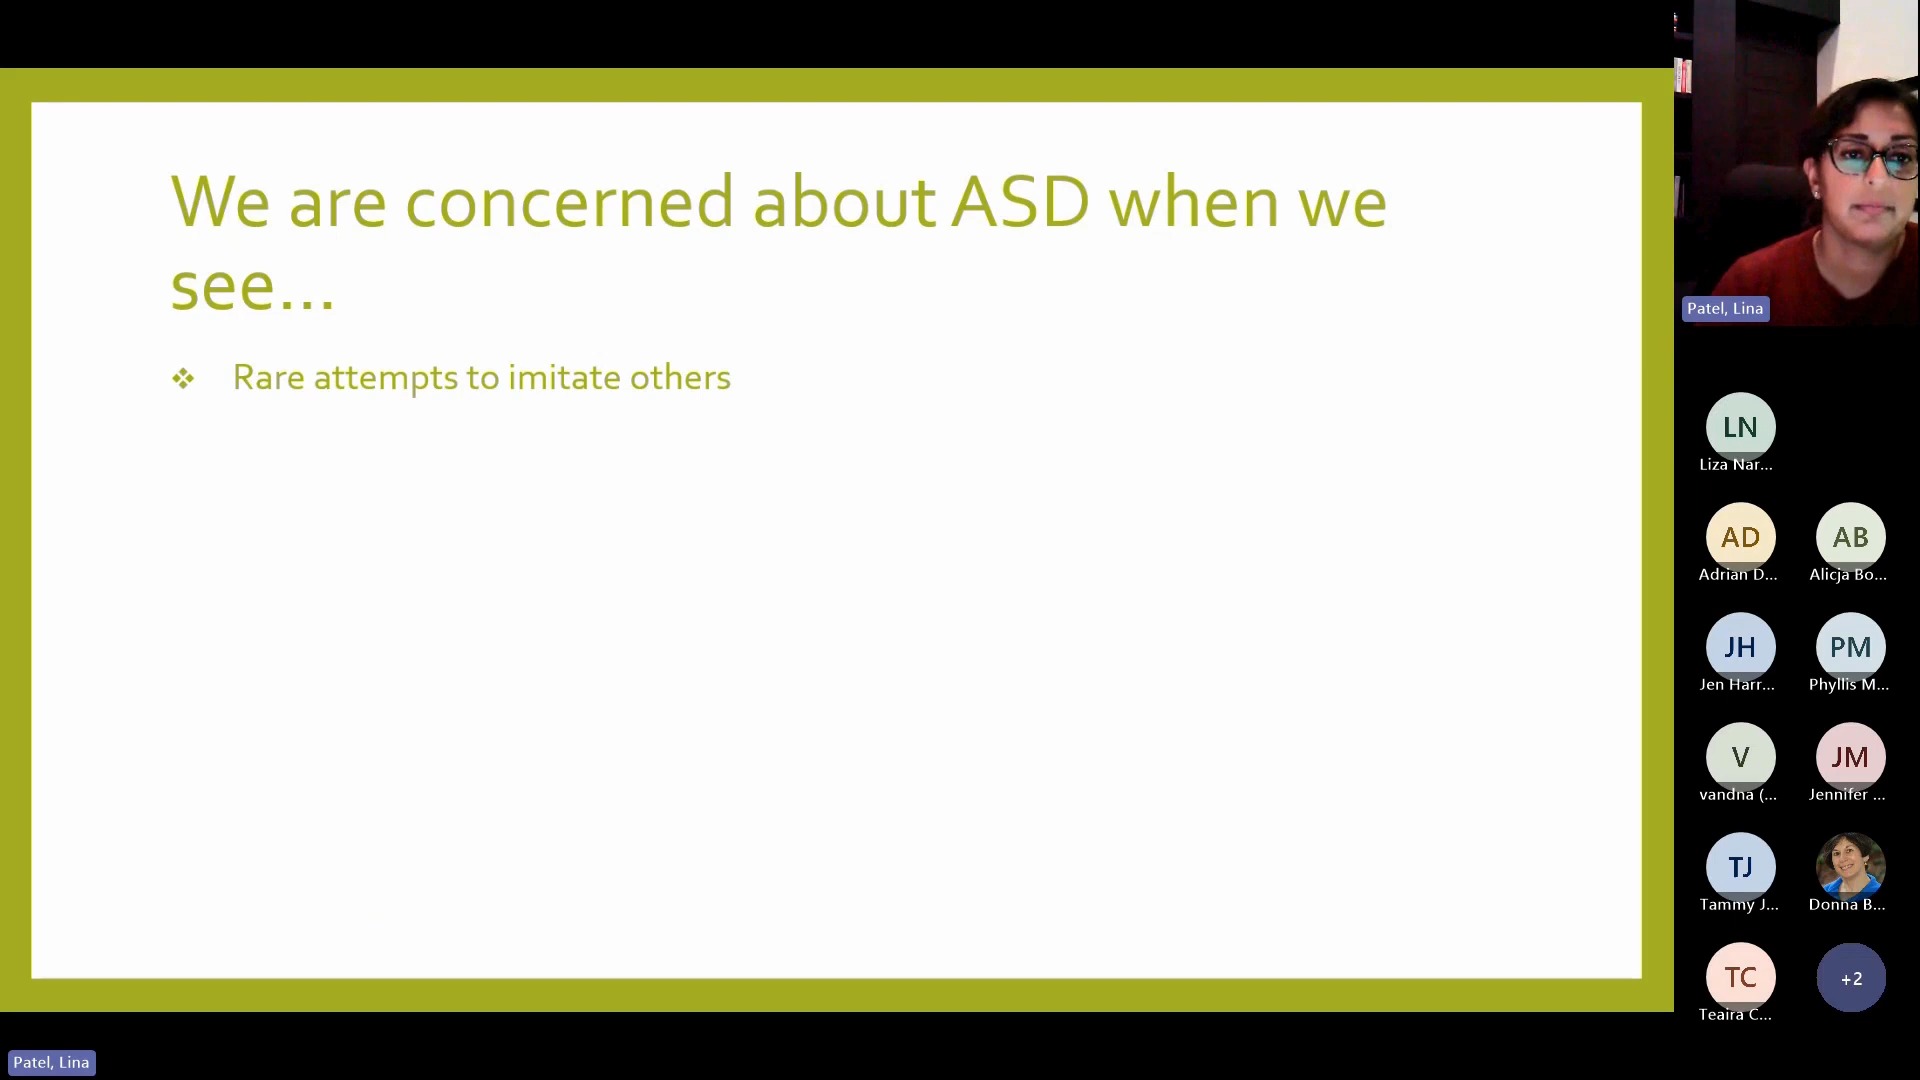 We are concerned about ASD when we
see...
❖ Rare attempts to imitate others
Patel, Lina
LN
Liza Nar...
AD
Adrian D...
AB
Alicja Bo...
JH
Jen Harr...
PM
Phyllis M...
V
vandna (...
JM
Jennifer ...
TJ
Tammy J...
Donna B...
TC
Teaira C...
+2
Patel, Lina